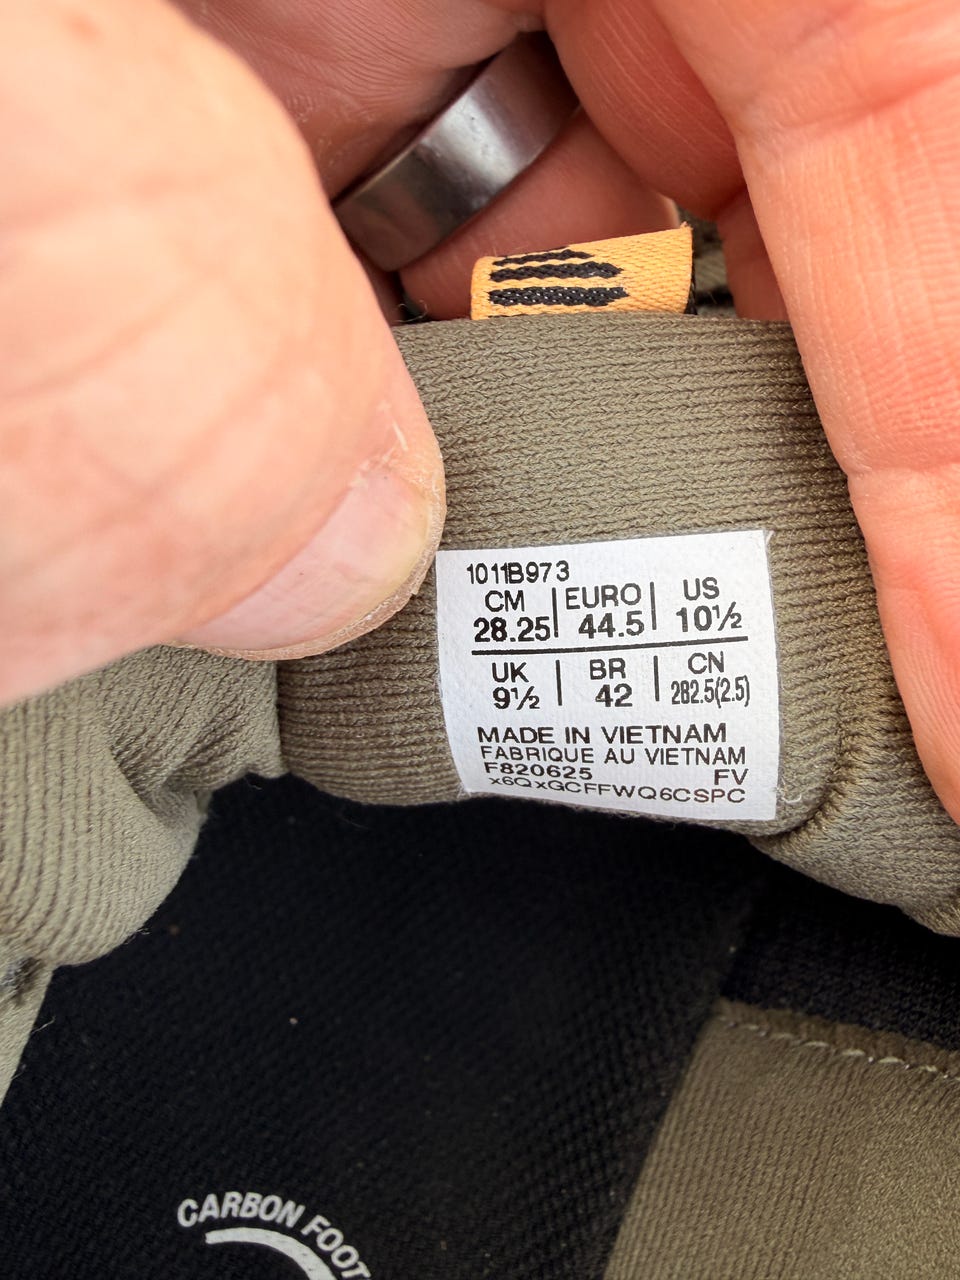 1011B973
CM | EURO | US
28.25 | 44.5 | 10½
UK | BR | CN
9½ | 42 | 282.5(2.5)
MADE IN VIETNAM
FABRIQUE AU VIETNAM
F820625 FV
x6QxGCFFWQ6CSPC
CARBON FOOT